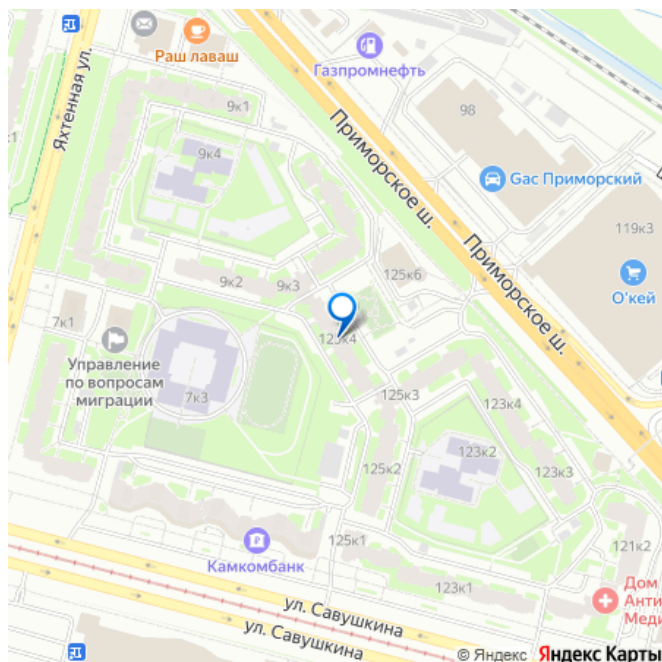 Раш лаваш
Газпромнефть
Яхтенная ул.
9к1
98
Приморское ш.
9к4
Gac Приморский
119к3
Приморское ш.
125к6
О'кей
9к2
9к3
7к1
125к4
Управление
по вопросам
миграции
7к3
125к3
123к4
125к2
123к2
123к3
125к1
121к2
Камкомбанк
123к1
Дом
Анти
Меди
ул. Савушкина
ул. Савушкина
© Яндекс Яндекс Карты